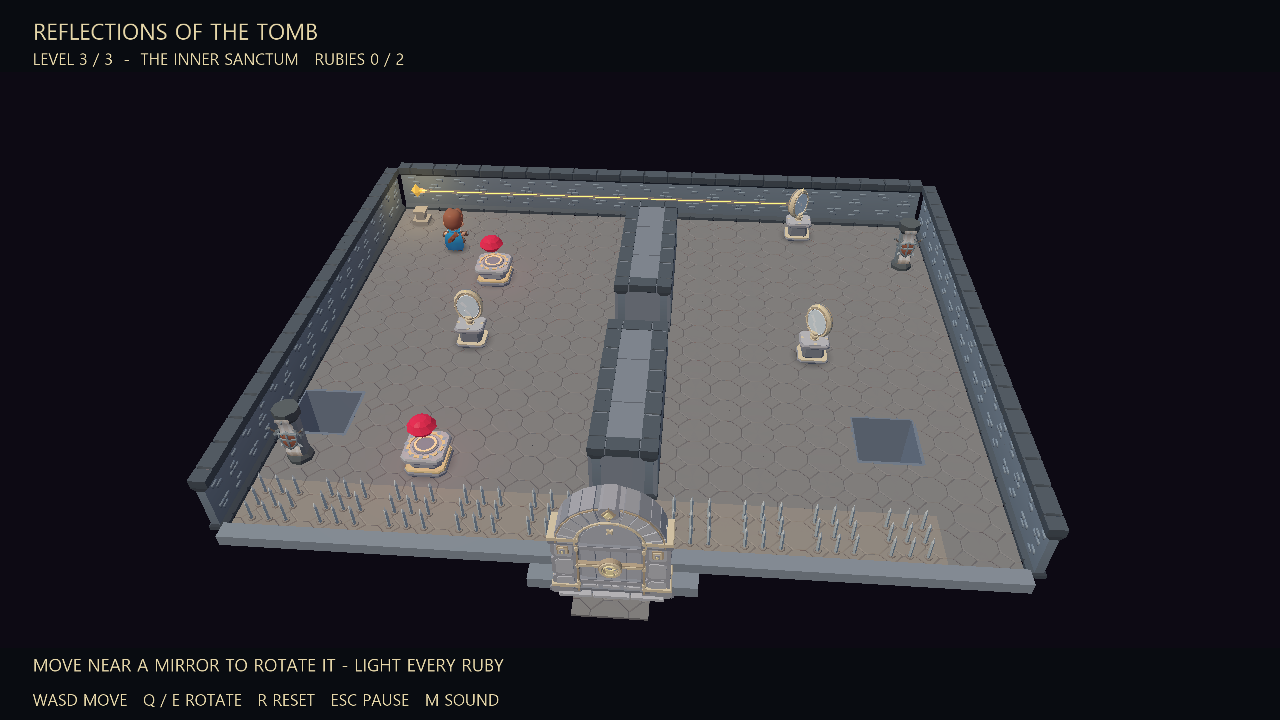 REFLECTIONS OF THE TOMB
LEVEL 3 / 3 - THE INNER SANCTUM RUBIES 0 / 2
MOVE NEAR A MIRROR TO ROTATE IT - LIGHT EVERY RUBY
WASD MOVE Q / E ROTATE R RESET ESC PAUSE M SOUND